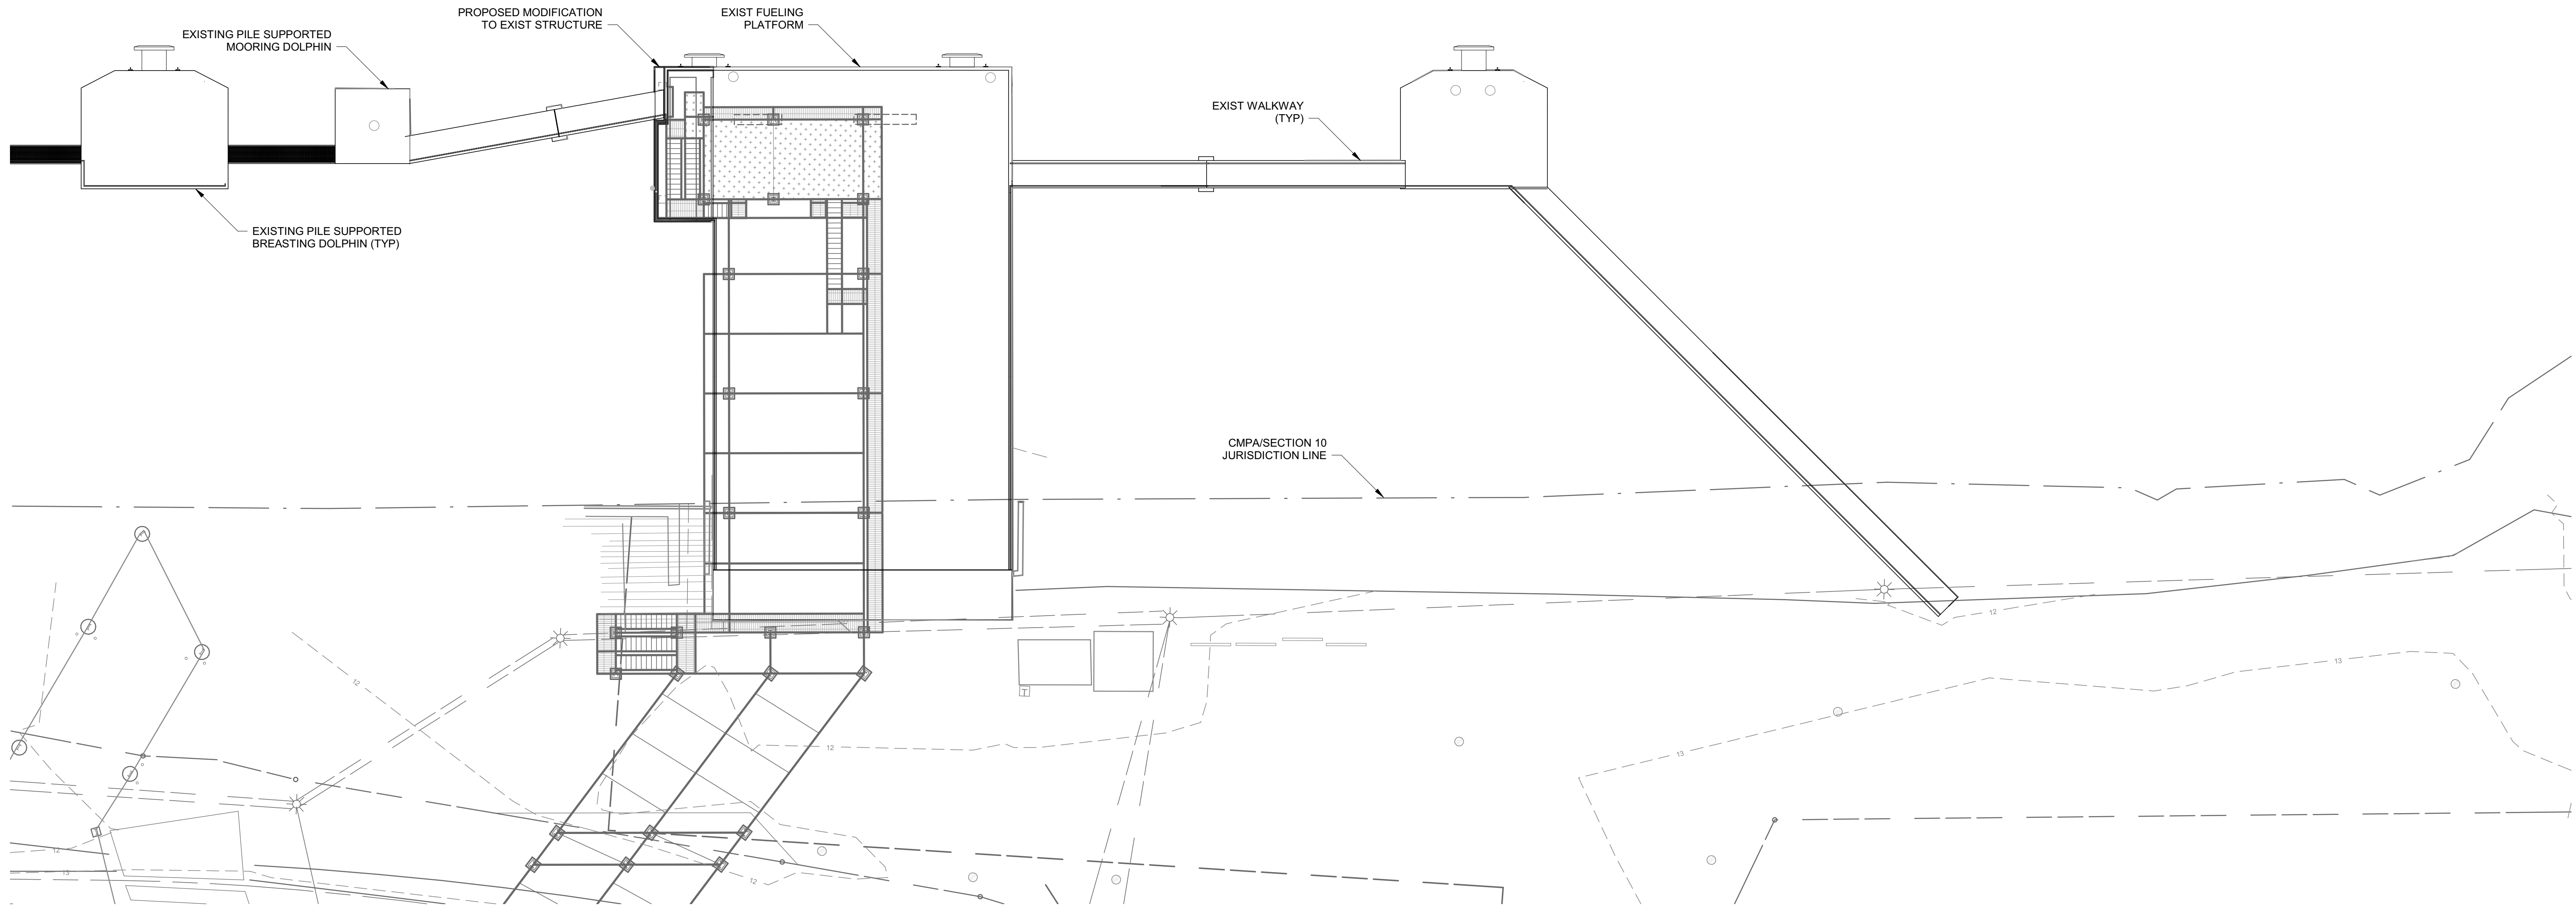 PROPOSED MODIFICATION
TO EXIST STRUCTURE
EXIST FUELING
PLATFORM
EXISTING PILE SUPPORTED
MOORING DOLPHIN
EXIST WALKWAY
(TYP)
EXISTING PILE SUPPORTED
BREASTING DOLPHIN (TYP)
CMPA/SECTION 10
JURISDICTION LINE
12
13
12
T
12
13
12
13
12